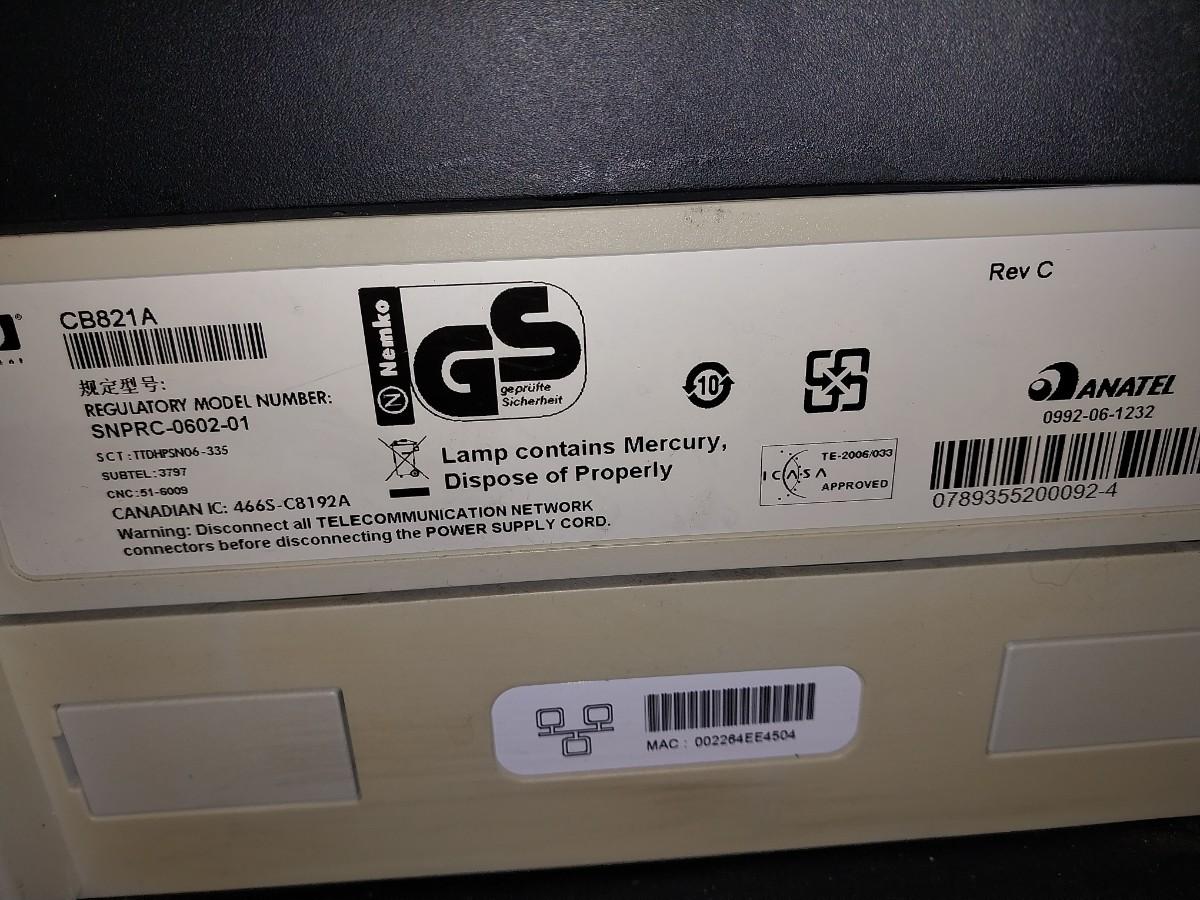 Rev C
CB821A
规定型号:
REGULATORY MODEL NUMBER:
SNPRC-0602-01
SCT:TTDHPSN06-335
SUBTEL:3797
CNC:51-6009
CANADIAN IC: 466S-C8192A
Warning: Disconnect all TELECOMMUNICATION NETWORK
connectors before disconnecting the POWER SUPPLY CORD.
N Nemko
GS
geprüfte
Sicherheit
Lamp contains Mercury,
Dispose of Properly
10
ICASA
TE-2006/033
APPROVED
ANATEL
0992-06-1232
0789355200092-4
MAC : 002264EE4504